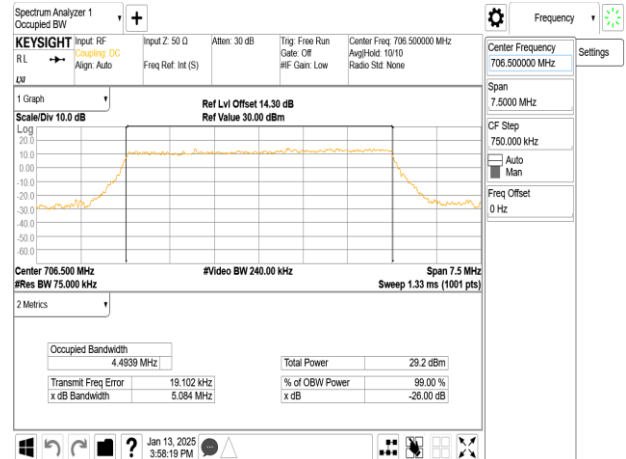 Spectrum Analyzer 1
Occupied BW
Frequency
KEYSIGHT
Input: RF
Input Z: 50 Ω
Atten: 30 dB
Trig: Free Run
Center Freq: 706.500000 MHz
RL
Coupling: DC
Gate: Off
Avg|Hold: 10/10
Align: Auto
Freq Ref: Int (S)
#IF Gain: Low
Radio Std: None
LXI
Center Frequency
706.500000 MHz
Settings
Span
7.5000 MHz
CF Step
750.000 kHz
Auto
Man
Freq Offset
0 Hz
1 Graph
Ref Lvl Offset 14.30 dB
Scale/Div 10.0 dB
Ref Value 30.00 dBm
Log
20.0
10.0
0.00
-10.0
-20.0
-30.0
-40.0
-50.0
-60.0
Center 706.500 MHz
#Video BW 240.00 kHz
Span 7.5 MHz
#Res BW 75.000 kHz
Sweep 1.33 ms (1001 pts)
2 Metrics
Occupied Bandwidth
4.4939 MHz
Total Power
29.2 dBm
Transmit Freq Error
19.102 kHz
% of OBW Power
99.00 %
x dB Bandwidth
5.084 MHz
x dB
-26.00 dB
?
Jan 13, 2025
3:58:19 PM